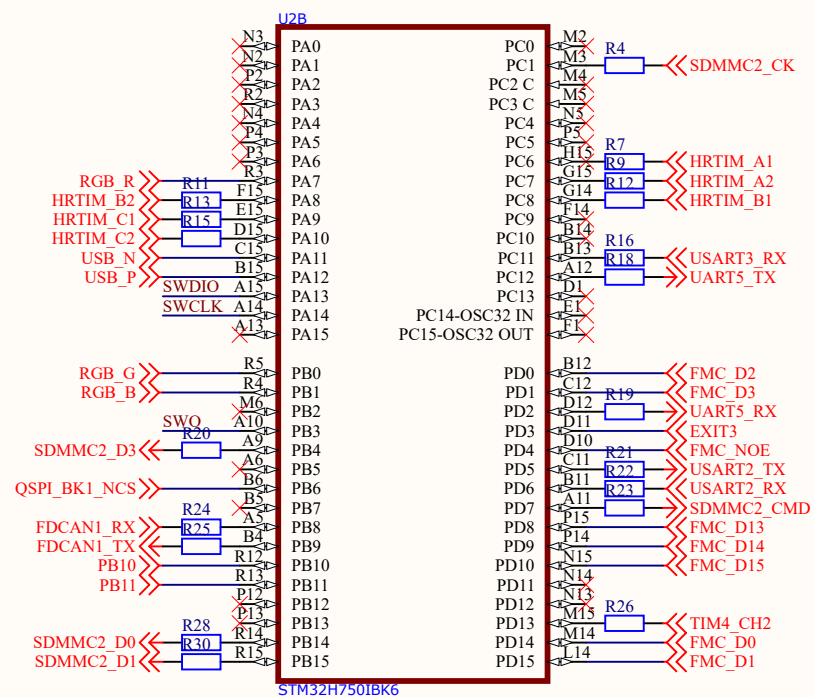 U2B
N3 PA0 PC0 M2
N2 PA1 PC1 M3 R4 SDMMC2_CK
P2 PA2 PC2 C M4
R2 PA3 PC3 C M5
N4 PA4 PC4 N5
P4 PA5 PC5 P5
P3 PA6 PC6 H15 R7 HRTIM_A1
RGB_R R3 PA7 PC7 G15 R9 HRTIM_A2
HRTIM_B2 R11 F15 PA8 PC8 G14 R12 HRTIM_B1
HRTIM_C1 R13 E15 PA9 PC9 F14
HRTIM_C2 R15 D15 PA10 PC10 B14
USB_N C15 PA11 PC11 B13 R16 USART3_RX
USB_P B15 PA12 PC12 A12 R18 UART5_TX
SWDIO A15 PA13 PC13 D1
SWCLK A14 PA14 PC14-OSC32 IN E1
A13 PA15 PC15-OSC32 OUT F1
RGB_G R5 PB0 PD0 B12 FMC_D2
RGB_B R4 PB1 PD1 C12 FMC_D3
M6 PB2 PD2 D12 R19 UART5_RX
SWO A10 PB3 PD3 D11 EXIT3
SDMMC2_D3 R20 A9 PB4 PD4 D10 FMC_NOE
A6 PB5 PD5 C11 R21 USART2_TX
QSPI_BK1_NCS B6 PB6 PD6 B11 R22 USART2_RX
B5 PB7 PD7 A11 R23 SDMMC2_CMD
FDCAN1_RX R24 A5 PB8 PD8 P15 FMC_D13
FDCAN1_TX R25 B4 PB9 PD9 P14 FMC_D14
PB10 R12 PB10 PD10 N15 FMC_D15
PB11 R13 PB11 PD11 N14
P12 PB12 PD12 N13
P13 PB13 PD13 M15 R26 TIM4_CH2
SDMMC2_D0 R28 R14 PB14 PD14 M14 FMC_D0
SDMMC2_D1 R30 R15 PB15 PD15 L14 FMC_D1
STM32H750IBK6